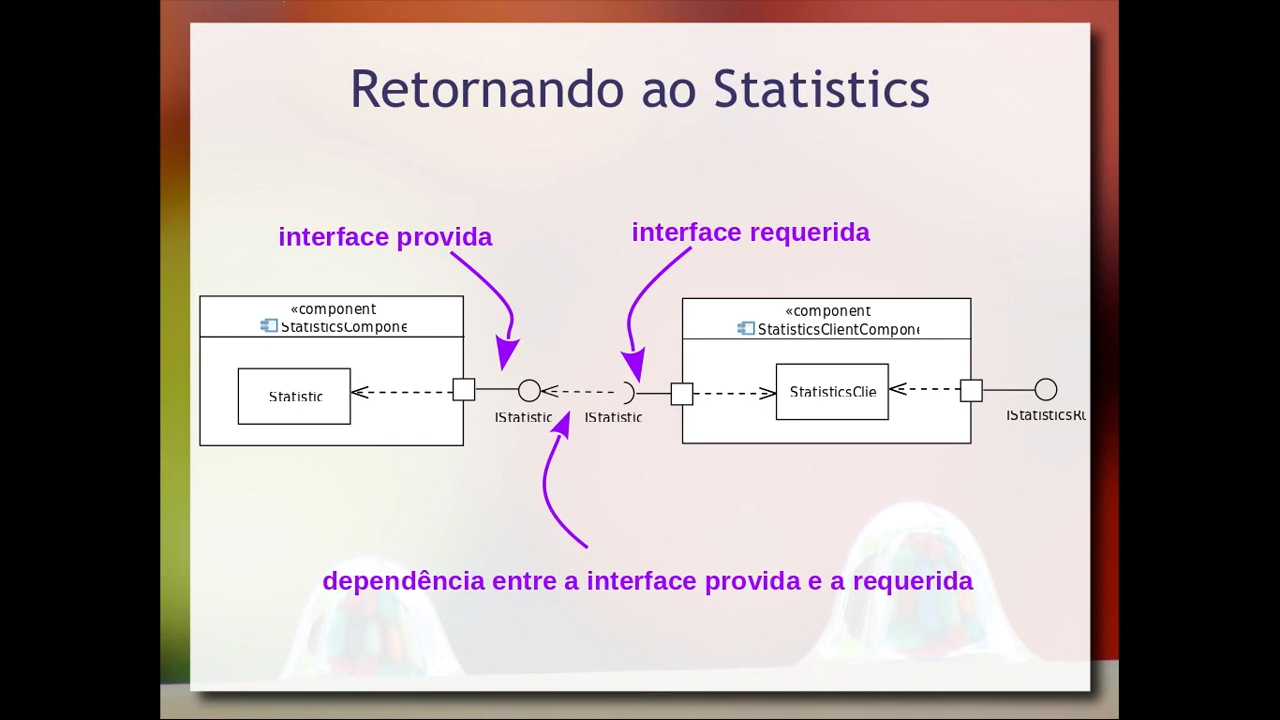 Retornando ao Statistics
interface provida
interface requerida
«component
StatisticsCompone
«component
StatisticsClientCompone
Statistic
StatisticsClie
IStatistic
IStatistic
IStatisticsRu
dependência entre a interface provida e a requerida